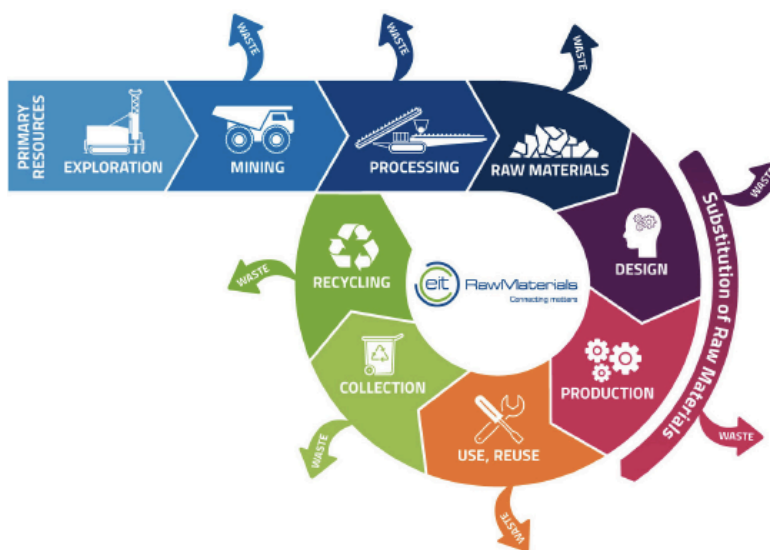 WASTE
WASTE
WASTE
PRIMARY
RESOURCES
EXPLORATION
MINING
PROCESSING
RAW MATERIALS
WASTE
DESIGN
Substitution of Raw Materials
PRODUCTION
WASTE
USE, REUSE
WASTE
COLLECTION
WASTE
RECYCLING
WASTE
eit RawMaterials
Connecting matters